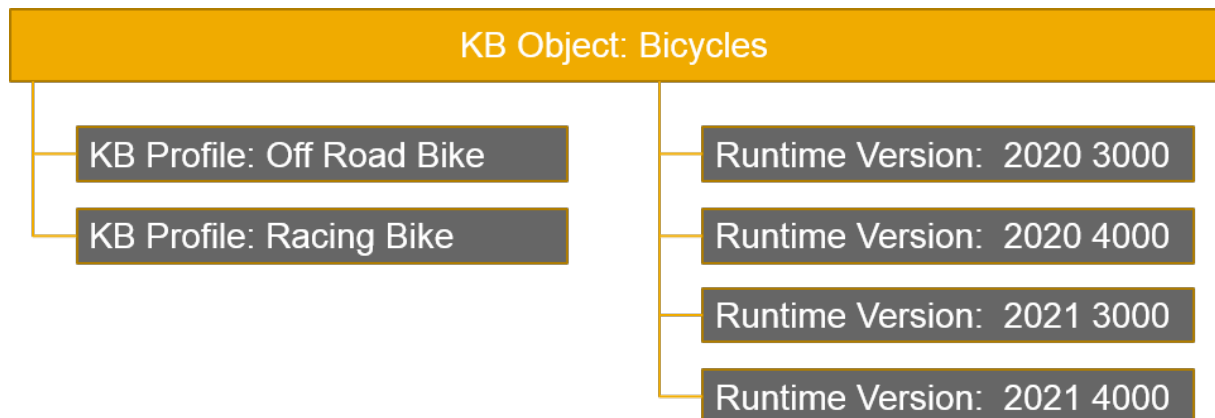 KB Object: Bicycles
KB Profile: Off Road Bike
KB Profile: Racing Bike
Runtime Version: 2020 3000
Runtime Version: 2020 4000
Runtime Version: 2021 3000
Runtime Version: 2021 4000